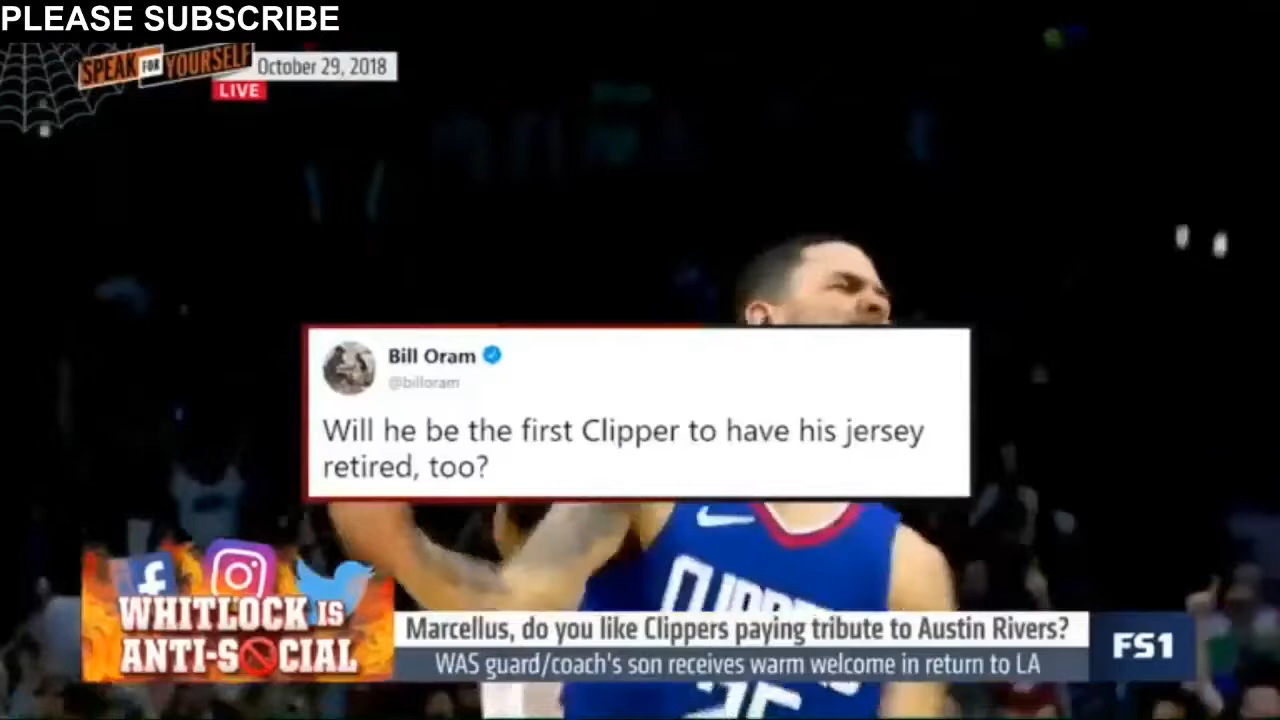 PLEASE SUBSCRIBE
SPEAK FOR YOURSELF
October 29, 2018
LIVE
Bill Oram
@billoram
Will he be the first Clipper to have his jersey
retired, too?
CLIPPERS
25
WHITLOCK IS
ANTI-SOCIAL
Marcellus, do you like Clippers paying tribute to Austin Rivers?
WAS guard/coach's son receives warm welcome in return to LA
FS1